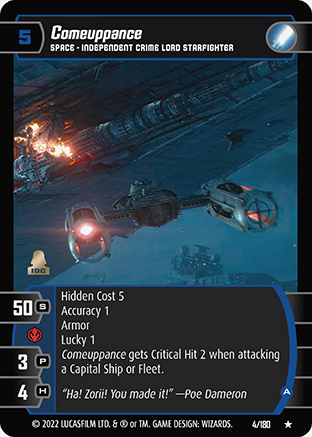 5
Comeuppance
SPACE - INDEPENDENT CRIME LORD STARFIGHTER
IDC
50 S
3 P
4 H
Hidden Cost 5
Accuracy 1
Armor
Lucky 1
Comeuppance gets Critical Hit 2 when attacking
a Capital Ship or Fleet.
"Ha! Zorii! You made it!" —Poe Dameron
A
© 2022 LUCASFILM LTD. & ® or TM. GAME DESIGN: WIZARDS.
4/180